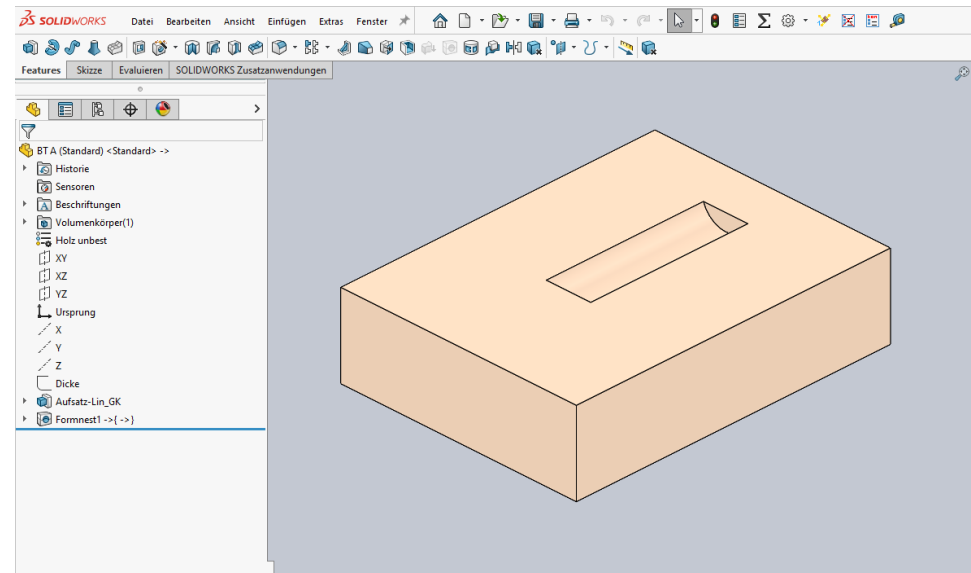 3S SOLIDWORKS Datei Bearbeiten Ansicht Einfügen Extras Fenster
Features Skizze Evaluieren SOLIDWORKS Zusatzanwendungen
BT A (Standard) <Standard> ->
Historie
Sensoren
Beschriftungen
Volumenkörper(1)
Holz unbest
XY
XZ
YZ
Ursprung
X
Y
Z
Dicke
Aufsatz-Lin_GK
Formnest1 ->{ ->}